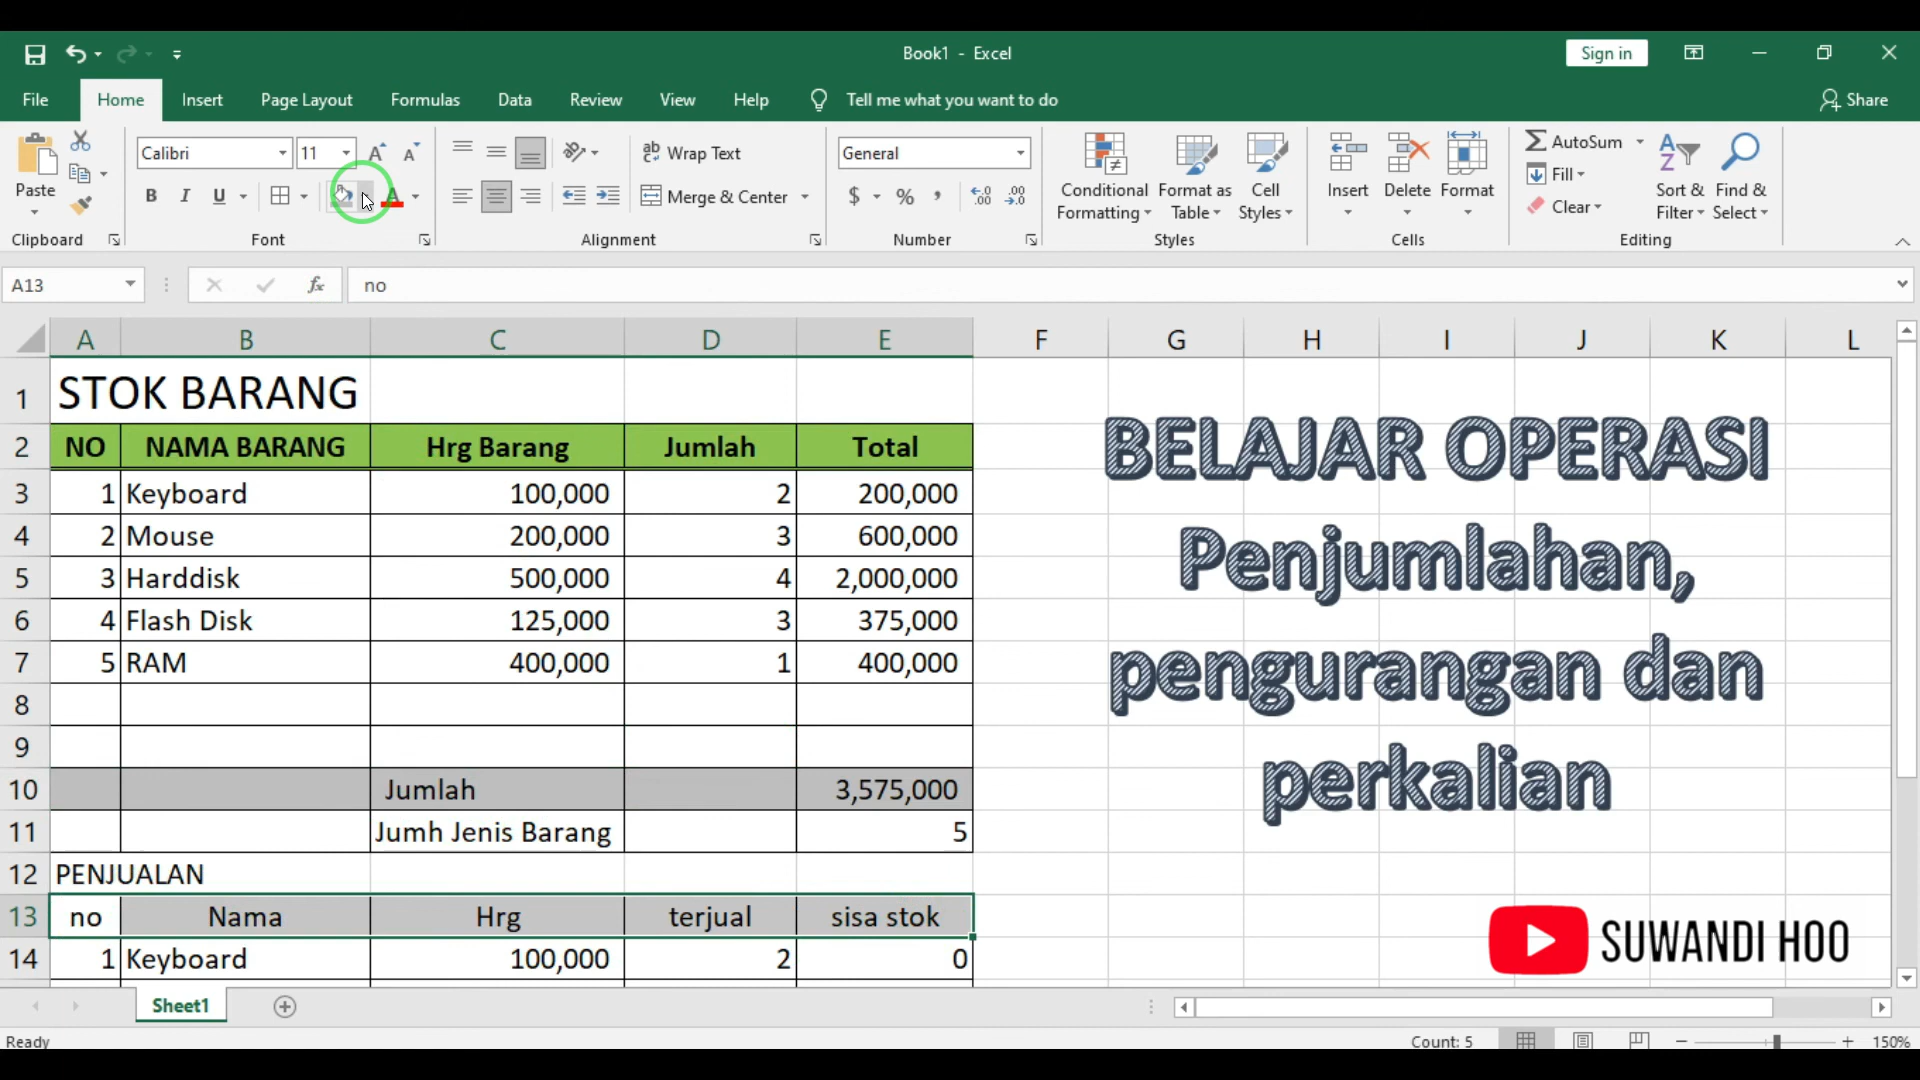 Book1 - Excel
Sign in
File Home Insert Page Layout Formulas Data Review View Help Tell me what you want to do Share
Paste
Calibri 11
B I U A
Wrap Text
Merge & Center
General
$ % ,
Conditional Formatting
Format as Table
Cell Styles
Insert Delete Format
AutoSum
Fill
Clear
Sort & Filter
Find & Select
Clipboard Font Alignment Number Styles Cells Editing
A13 fx no
A B C D E F G H I J K L
1 STOK BARANG
2 NO NAMA BARANG Hrg Barang Jumlah Total
3 1 Keyboard 100,000 2 200,000
4 2 Mouse 200,000 3 600,000
5 3 Harddisk 500,000 4 2,000,000
6 4 Flash Disk 125,000 3 375,000
7 5 RAM 400,000 1 400,000
8
9
10 Jumlah 3,575,000
11 Jumh Jenis Barang 5
12 PENJUALAN
13 no Nama Hrg terjual sisa stok
14 1 Keyboard 100,000 2 0
BELAJAR OPERASI
Penjumlahan,
pengurangan dan
perkalian
SUWANDI HOO
Sheet1
Ready Count: 5 150%